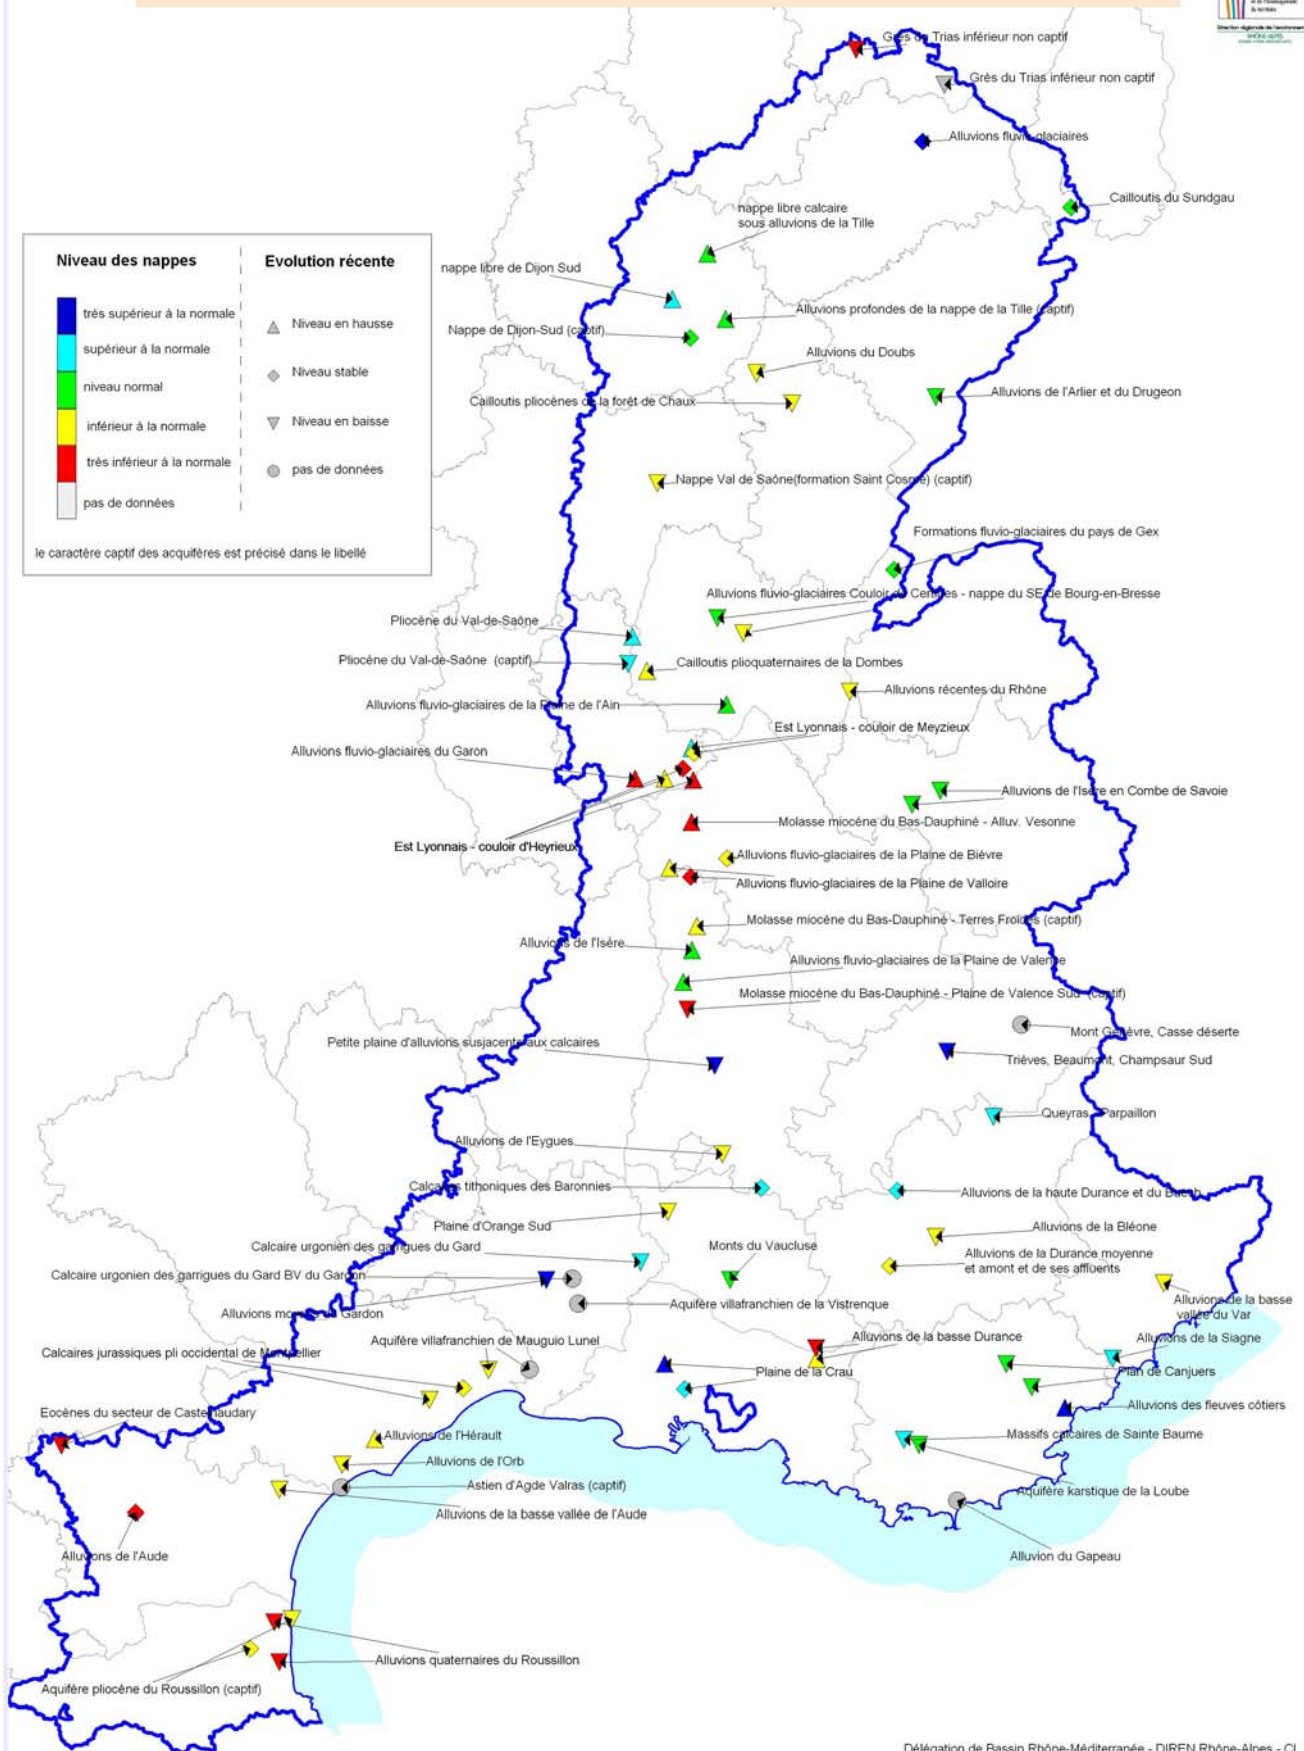 et de l'Aménagement
du territoire
Direction régionale de l'environnement
RHÔNE-ALPES
Grès du Trias inférieur non captif
Grès du Trias inférieur non captif
Alluvions fluvio-glaciaires
Cailloutis du Sundgau
nappe libre calcaire
sous alluvions de la Tille
Niveau des nappes
très supérieur à la normale
supérieur à la normale
niveau normal
inférieur à la normale
très inférieur à la normale
pas de données
Evolution récente
Niveau en hausse
Niveau stable
Niveau en baisse
pas de données
le caractère captif des acquifères est précisé dans le libellé
nappe libre de Dijon Sud
Alluvions profondes de la nappe de la Tille (captif)
Nappe de Dijon-Sud (captif)
Alluvions du Doubs
Alluvions de l'Arlier et du Drugeon
Cailloutis pliocènes de la forêt de Chaux
Nappe Val de Saône(formation Saint Cosme) (captif)
Formations fluvio-glaciaires du pays de Gex
Alluvions fluvio-glaciaires Couloir de Certines - nappe du SE de Bourg-en-Bresse
Pliocène du Val-de-Saône
Pliocène du Val-de-Saône (captif)
Cailloutis plioquaternaires de la Dombes
Alluvions récentes du Rhône
Alluvions fluvio-glaciaires de la Plaine de l'Ain
Est Lyonnais - couloir de Meyzieux
Alluvions fluvio-glaciaires du Garon
Alluvions de l'Isère en Combe de Savoie
Molasse miocène du Bas-Dauphiné - Alluv. Vesonne
Est Lyonnais - couloir d'Heyrieux
Alluvions fluvio-glaciaires de la Plaine de Bièvre
Alluvions fluvio-glaciaires de la Plaine de Valloire
Molasse miocène du Bas-Dauphiné - Terres Froides (captif)
Alluvions de l'Isère
Alluvions fluvio-glaciaires de la Plaine de Valence
Molasse miocène du Bas-Dauphiné - Plaine de Valence Sud (captif)
Mont Genèvre, Casse déserte
Petite plaine d'alluvions susjacente aux calcaires
Trièves, Beaumont, Champsaur Sud
Queyras, Parpaillon
Alluvions de l'Eygues
Calcaires tithoniques des Baronnies
Alluvions de la haute Durance et du Buëch
Plaine d'Orange Sud
Alluvions de la Bléone
Calcaire urgonien des garrigues du Gard
Monts du Vaucluse
Alluvions de la Durance moyenne
et amont et de ses affluents
Calcaire urgonien des garrigues du Gard BV du Gardon
Aquifère villafranchien de la Vistrenque
Alluvions de la basse
vallée du Var
Alluvions du Gardon
Aquifère villafranchien de Mauguio Lunel
Alluvions de la basse Durance
Alluvions de la Siagne
Calcaires jurassiques pli occidental de Montpellier
Plaine de la Crau
Plan de Canjuers
Eocènes du secteur de Castelnaudary
Alluvions des fleuves côtiers
Alluvions de l'Hérault
Massifs calcaires de Sainte Baume
Alluvions de l'Orb
Astien d'Agde Valras (captif)
Aquifère karstique de la Loube
Alluvions de la basse vallée de l'Aude
Alluvions de l'Aude
Alluvion du Gapeau
Alluvions quaternaires du Roussillon
Aquifère pliocène du Roussillon (captif)
Délégation de Bassin Rhône-Méditerranée - DIREN Rhône-Alpes - CL